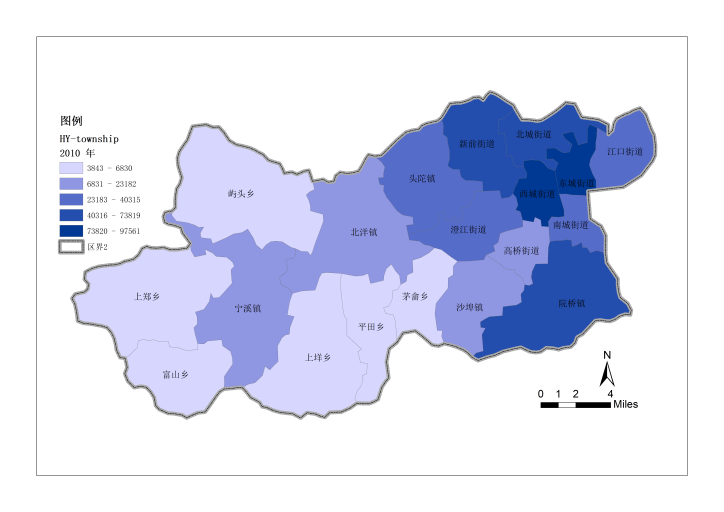 图例
HY-township
2010 年
3843 - 6830
6831 - 23182
23183 - 40315
40316 - 73819
73820 - 97561
区界2
北城街道
新前街道
江口街道
头陀镇
东城街道
西城街道
屿头乡
南城街道
澄江街道
北洋镇
高桥街道
上郑乡
茅畲乡
院桥镇
沙埠镇
宁溪镇
平田乡
上垟乡
富山乡
N
0 1 2 4
Miles